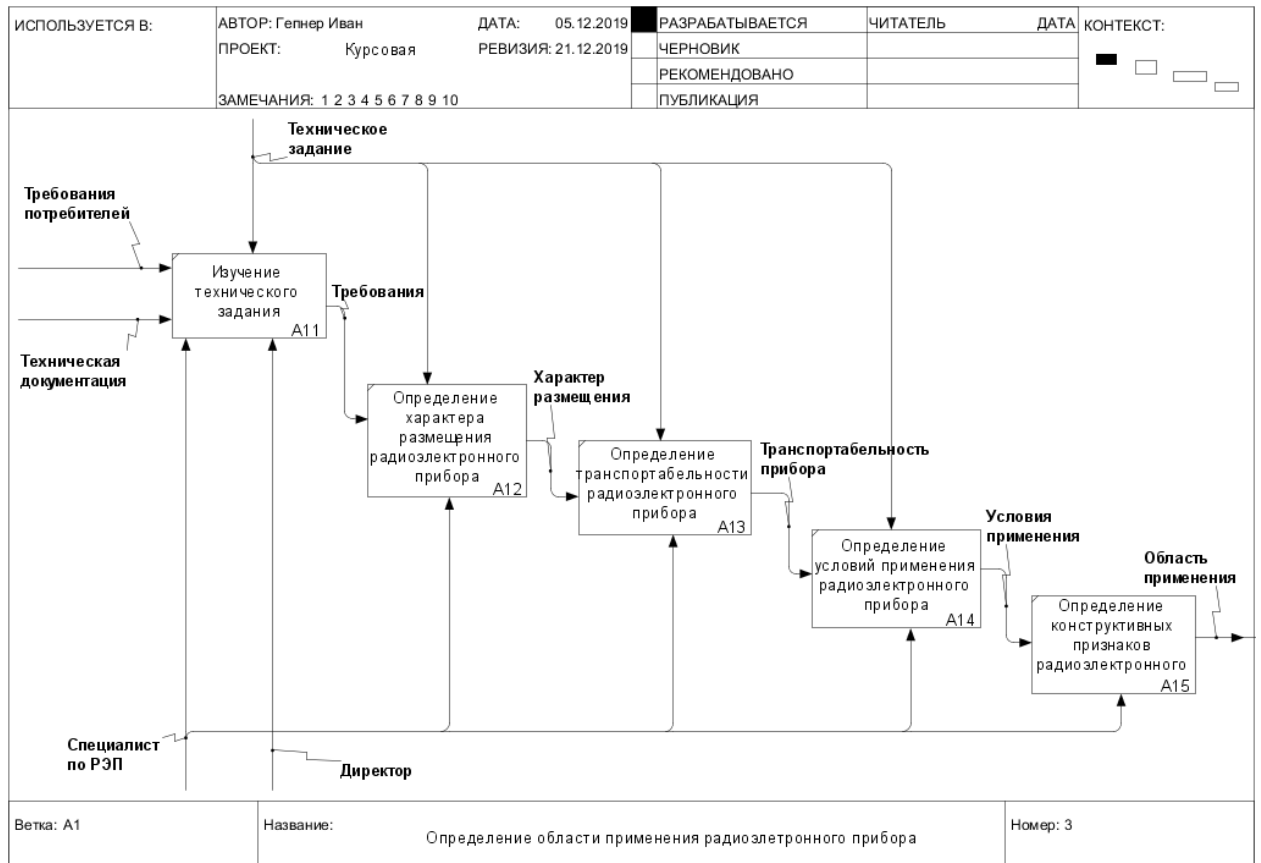 ИСПОЛЬЗУЕТСЯ В:
АВТОР: Гепнер Иван
ДАТА: 05.12.2019
РАЗРАБАТЫВАЕТСЯ
ЧИТАТЕЛЬ
ДАТА
КОНТЕКСТ:
ПРОЕКТ: Курсовая
РЕВИЗИЯ: 21.12.2019
ЧЕРНОВИК
РЕКОМЕНДОВАНО
ЗАМЕЧАНИЯ: 1 2 3 4 5 6 7 8 9 10
ПУБЛИКАЦИЯ
Техническое
задание
Требования
потребителей
Изучение
технического
задания
A11
Требования
Техническая
документация
Определение
характера
размещения
радиоэлектронного
прибора
A12
Характер
размещения
Определение
транспортабельности
радиоэлектронного
прибора
A13
Транспортабельность
прибора
Определение
условий применения
радиоэлектронного
прибора
A14
Условия
применения
Определение
конструктивных
признаков
радиоэлектронного
A15
Область
применения
Специалист
по РЭП
Директор
Ветка: A1
Название:
Определение области применения радиоэлетронного прибора
Номер: 3